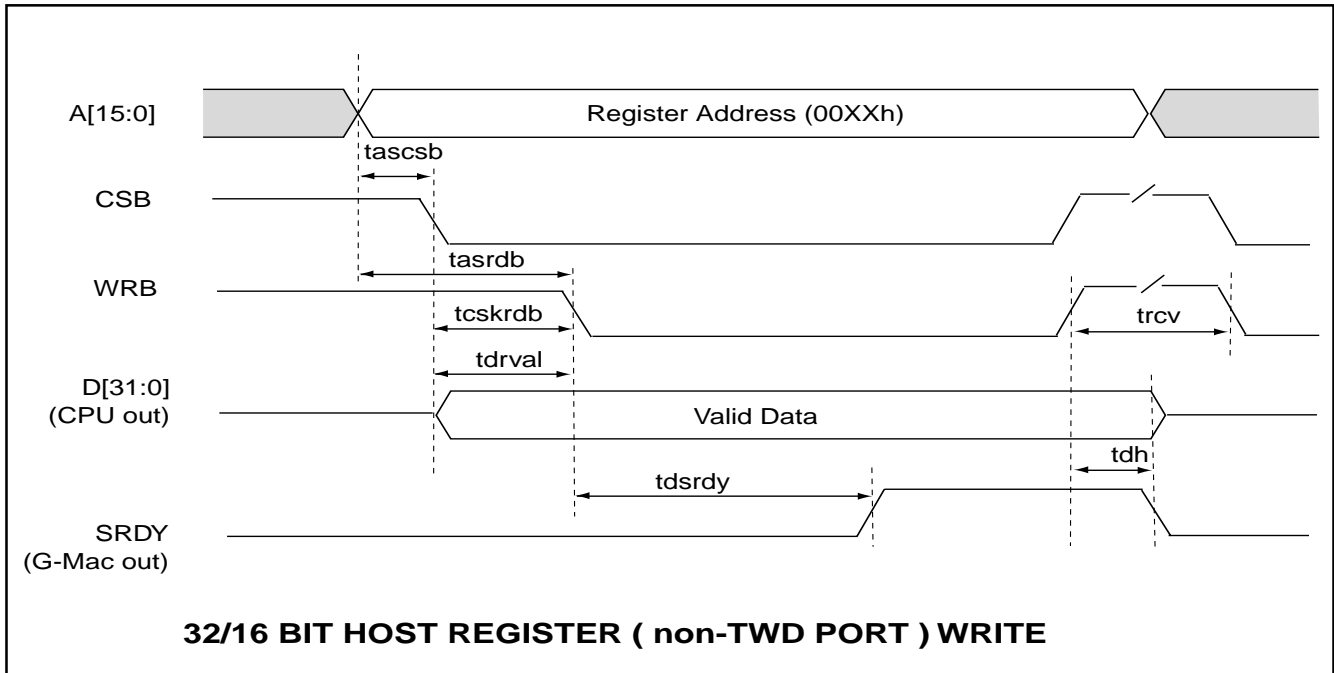 A[15:0]
Register Address (00XXh)
tascsb
CSB
tasrdb
WRB
tcskrdb
trcv
tdrval
D[31:0]
(CPU out)
Valid Data
tdh
tdsrdy
SRDY
(G-Mac out)
32/16 BIT HOST REGISTER ( non-TWD PORT ) WRITE